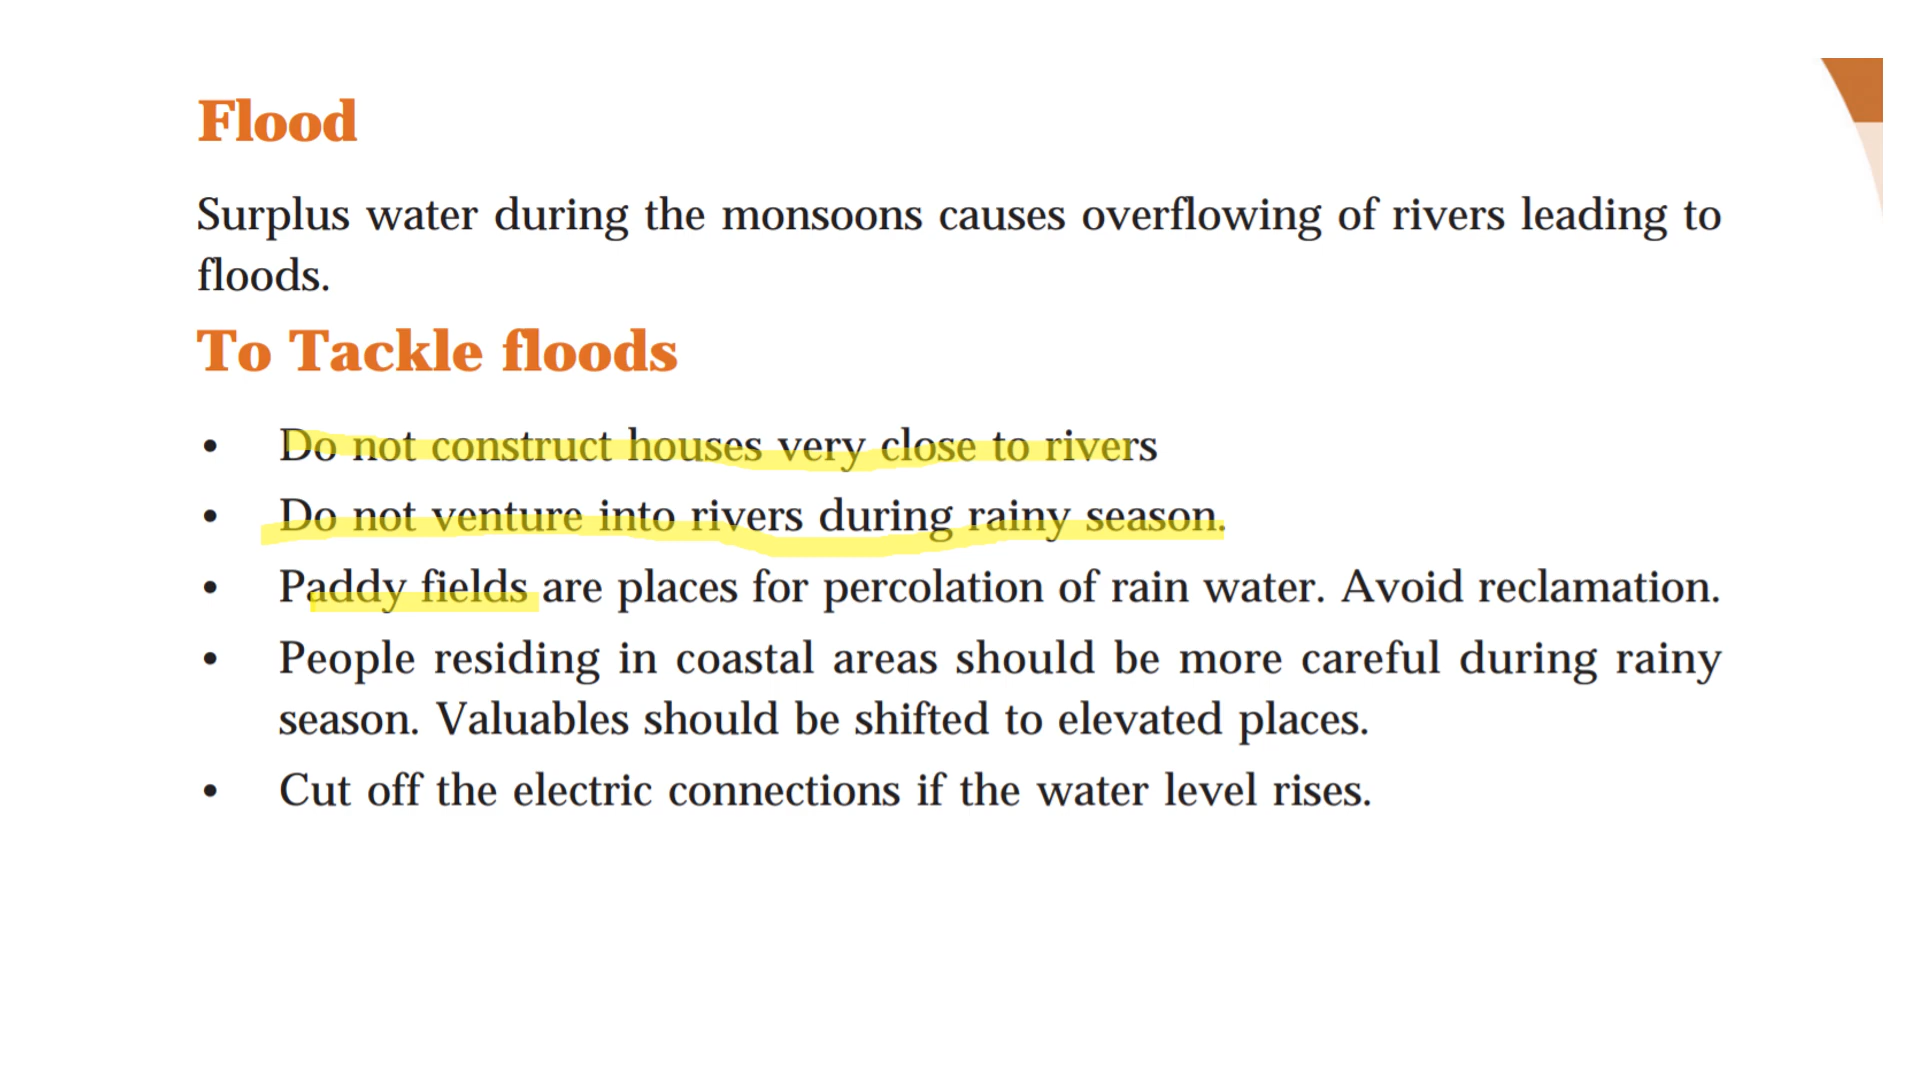 Flood
Surplus water during the monsoons causes overflowing of rivers leading to
floods.
To Tackle floods
• Do not construct houses very close to rivers
• Do not venture into rivers during rainy season.
• Paddy fields are places for percolation of rain water. Avoid reclamation.
• People residing in coastal areas should be more careful during rainy
season. Valuables should be shifted to elevated places.
• Cut off the electric connections if the water level rises.